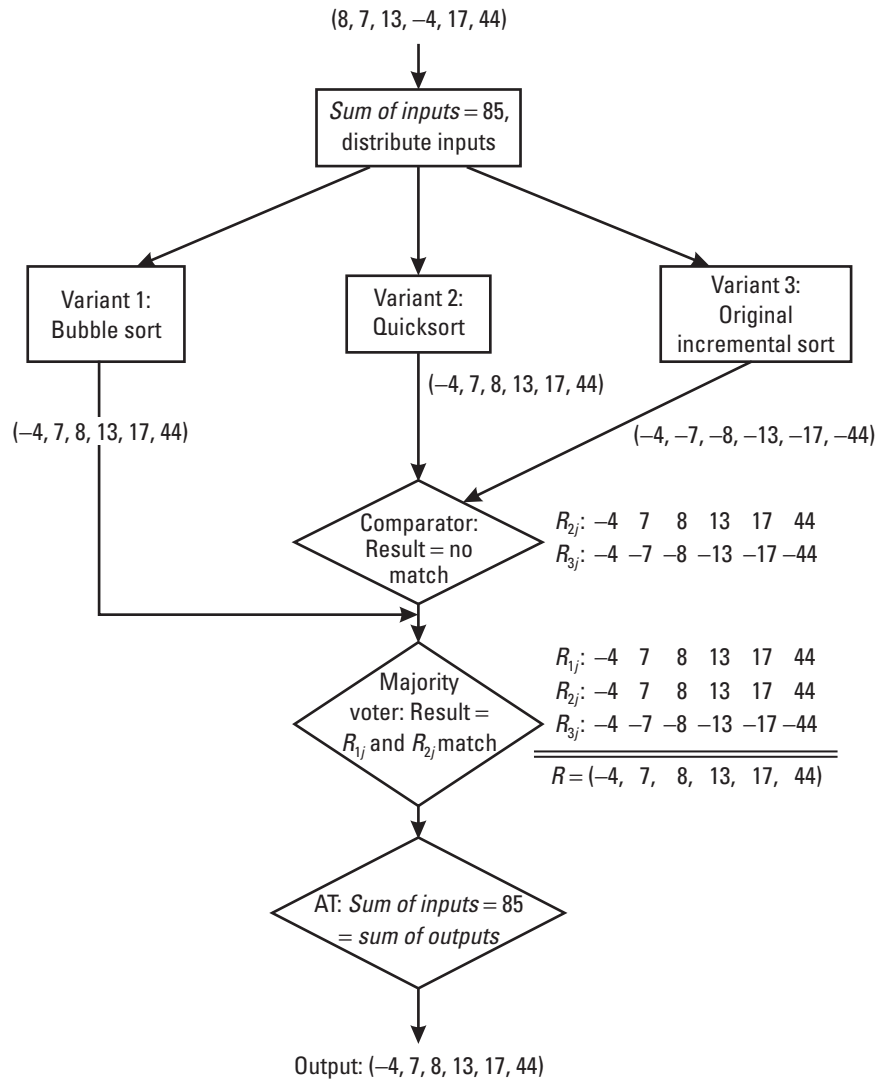 (8, 7, 13, –4, 17, 44)
Sum of inputs = 85,
distribute inputs
Variant 1:
Bubble sort
Variant 2:
Quicksort
Variant 3:
Original
incremental sort
(–4, 7, 8, 13, 17, 44)
(–4, 7, 8, 13, 17, 44)
(–4, –7, –8, –13, –17, –44)
Comparator:
Result = no
match
R2j: –4 7 8 13 17 44
R3j: –4 –7 –8 –13 –17 –44
Majority
voter: Result =
R1j and R2j match
R1j: –4 7 8 13 17 44
R2j: –4 7 8 13 17 44
R3j: –4 –7 –8 –13 –17 –44
R = (–4, 7, 8, 13, 17, 44)
AT: Sum of inputs = 85
= sum of outputs
Output: (–4, 7, 8, 13, 17, 44)